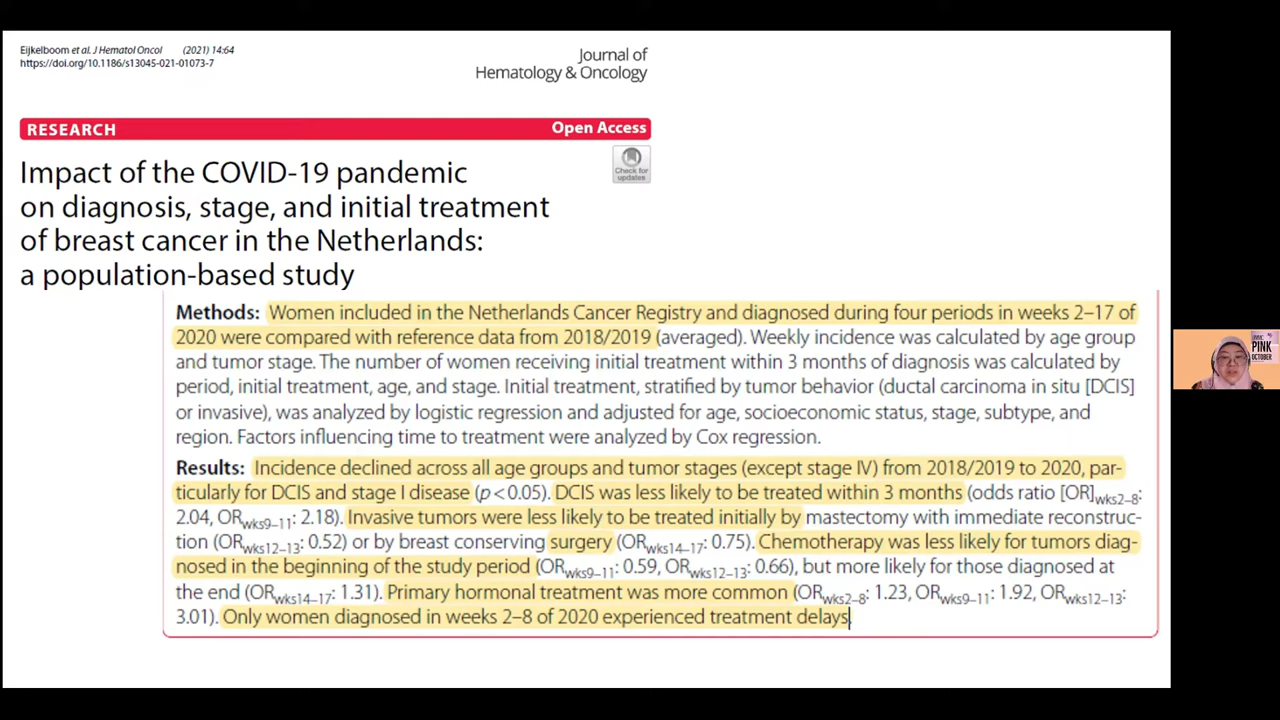 Eijkelboom et al. J Hematol Oncol (2021) 14:64
https://doi.org/10.1186/s13045-021-01073-7
Journal of
Hematology & Oncology
RESEARCH
Open Access
Check for
updates
Impact of the COVID-19 pandemic
on diagnosis, stage, and initial treatment
of breast cancer in the Netherlands:
a population-based study
Methods: Women included in the Netherlands Cancer Registry and diagnosed during four periods in weeks 2–17 of
2020 were compared with reference data from 2018/2019 (averaged). Weekly incidence was calculated by age group
and tumor stage. The number of women receiving initial treatment within 3 months of diagnosis was calculated by
period, initial treatment, age, and stage. Initial treatment, stratified by tumor behavior (ductal carcinoma in situ [DCIS]
or invasive), was analyzed by logistic regression and adjusted for age, socioeconomic status, stage, subtype, and
region. Factors influencing time to treatment were analyzed by Cox regression.
Results: Incidence declined across all age groups and tumor stages (except stage IV) from 2018/2019 to 2020, par-
ticularly for DCIS and stage I disease (p<0.05). DCIS was less likely to be treated within 3 months (odds ratio [OR]wks2–8:
2.04, ORwks9–11: 2.18). Invasive tumors were less likely to be treated initially by mastectomy with immediate reconstruc-
tion (ORwks12–13: 0.52) or by breast conserving surgery (ORwks14–17: 0.75). Chemotherapy was less likely for tumors diag-
nosed in the beginning of the study period (ORwks9–11: 0.59, ORwks12–13: 0.66), but more likely for those diagnosed at
the end (ORwks14–17: 1.31). Primary hormonal treatment was more common (ORwks2–8: 1.23, ORwks9–11: 1.92, ORwks12–13:
3.01). Only women diagnosed in weeks 2–8 of 2020 experienced treatment delays.
PINK
OCTOBER